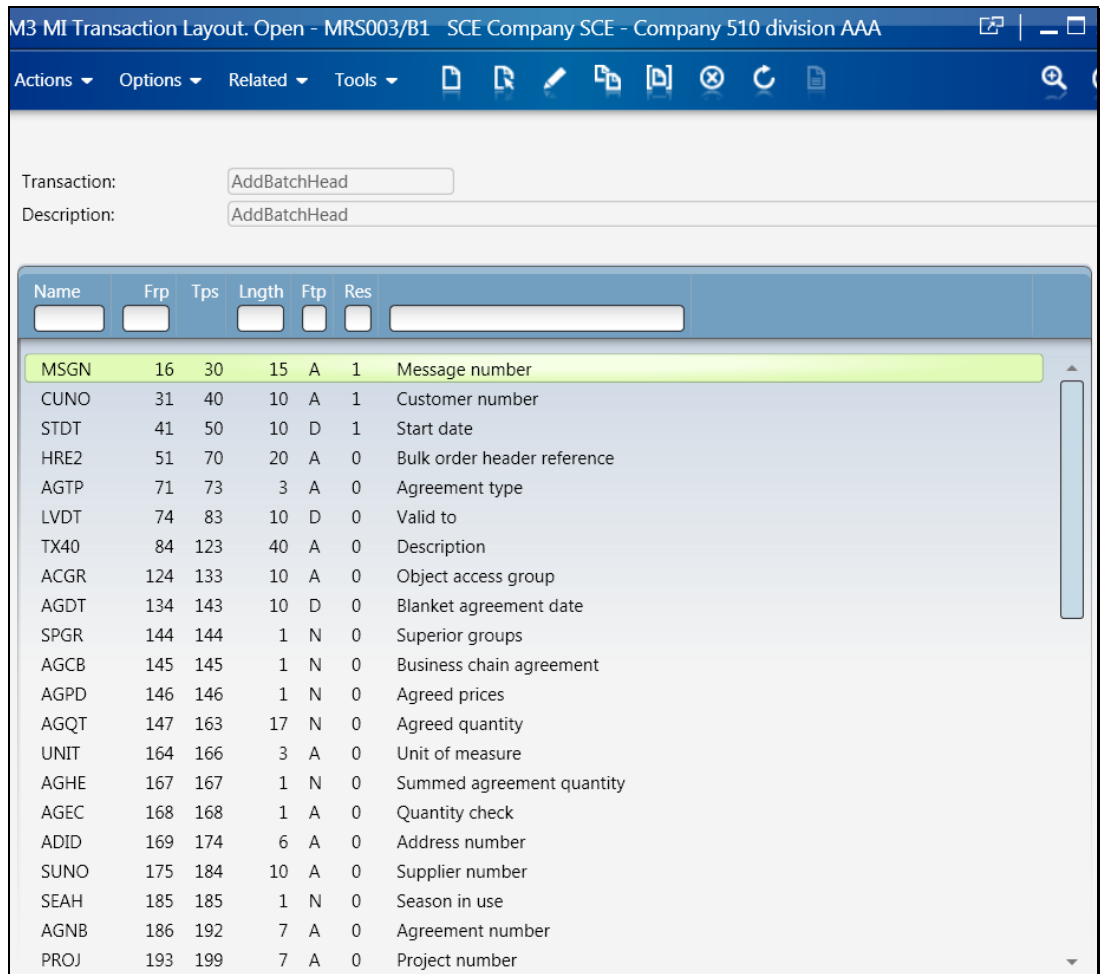 M3 MI Transaction Layout. Open - MRS003/B1 SCE Company SCE - Company 510 division AAA
Actions Options Related Tools
Transaction: AddBatchHead
Description: AddBatchHead
Name Frp Tps Lngth Ftp Res
MSGN 16 30 15 A 1 Message number
CUNO 31 40 10 A 1 Customer number
STDT 41 50 10 D 1 Start date
HRE2 51 70 20 A 0 Bulk order header reference
AGTP 71 73 3 A 0 Agreement type
LVDT 74 83 10 D 0 Valid to
TX40 84 123 40 A 0 Description
ACGR 124 133 10 A 0 Object access group
AGDT 134 143 10 D 0 Blanket agreement date
SPGR 144 144 1 N 0 Superior groups
AGCB 145 145 1 N 0 Business chain agreement
AGPD 146 146 1 N 0 Agreed prices
AGQT 147 163 17 N 0 Agreed quantity
UNIT 164 166 3 A 0 Unit of measure
AGHE 167 167 1 N 0 Summed agreement quantity
AGEC 168 168 1 A 0 Quantity check
ADID 169 174 6 A 0 Address number
SUNO 175 184 10 A 0 Supplier number
SEAH 185 185 1 N 0 Season in use
AGNB 186 192 7 A 0 Agreement number
PROJ 193 199 7 A 0 Project number